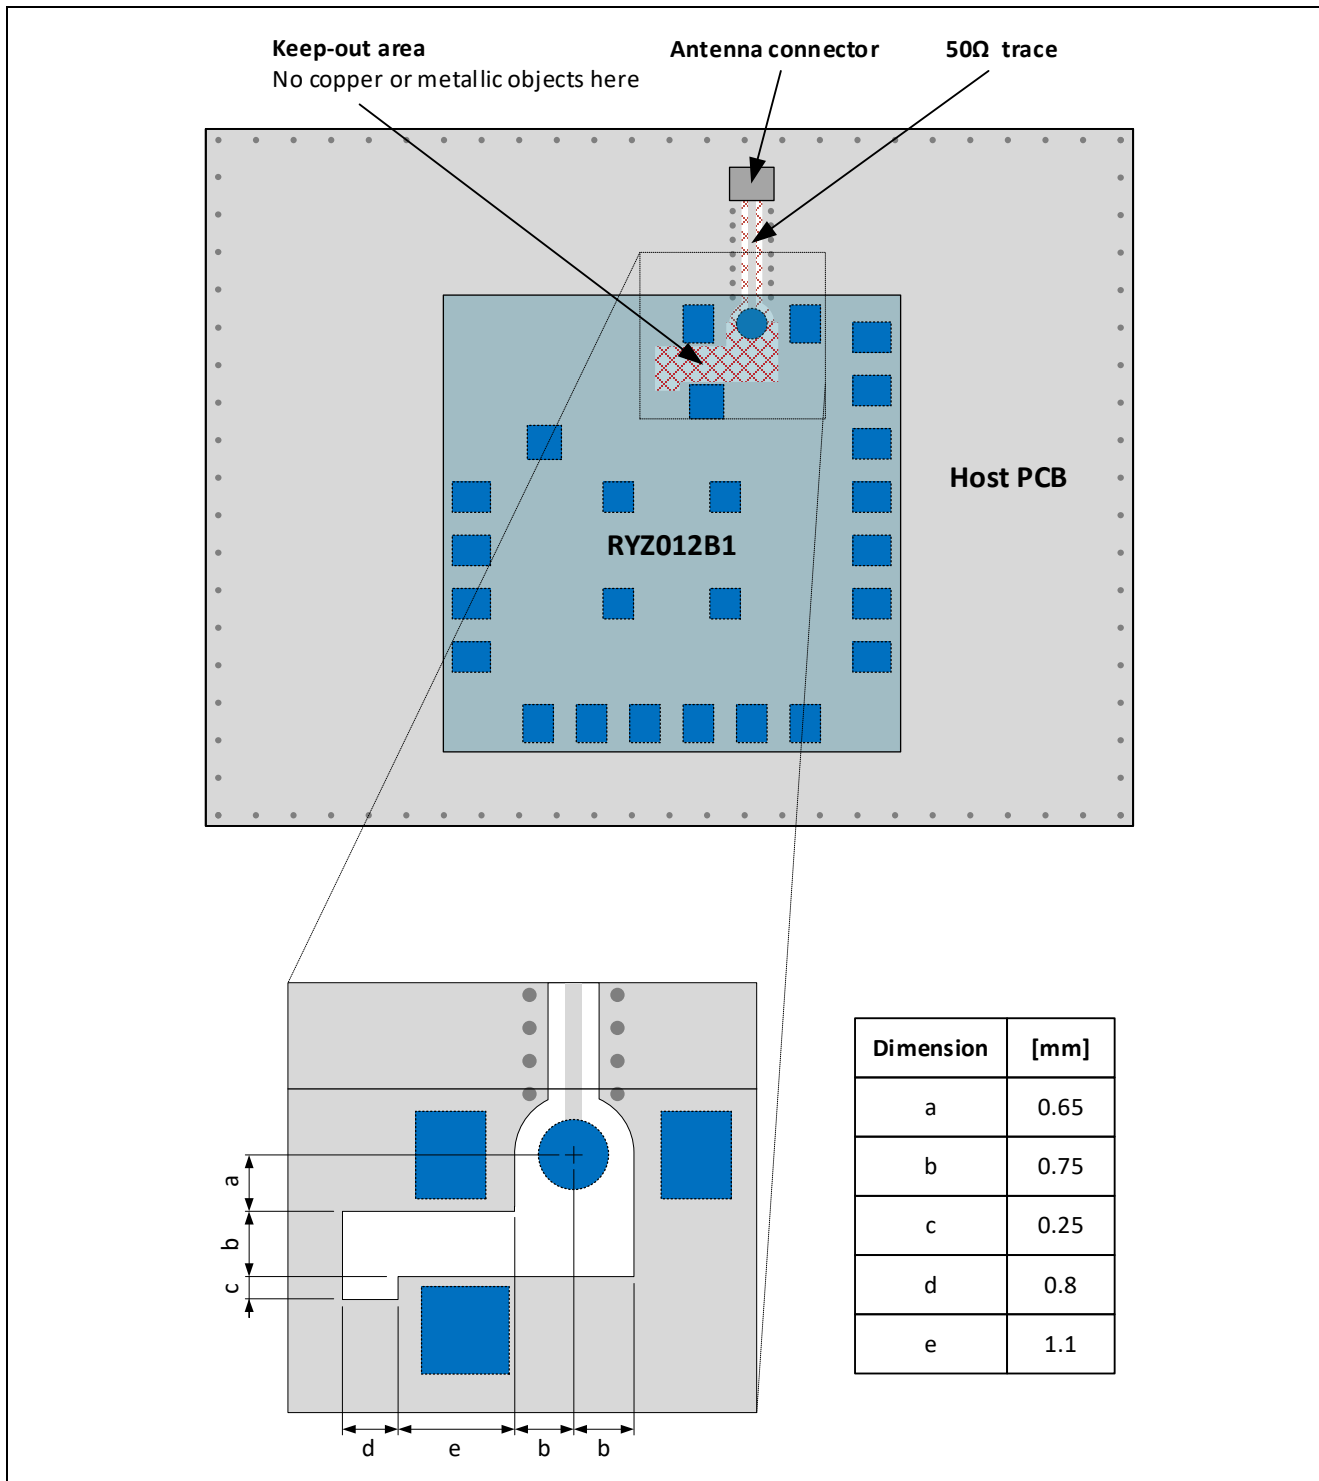 Keep-out area
No copper or metallic objects here
Antenna connector
50Ω trace
Host PCB
RYZ012B1
a
b
c
d
e
b
b
Dimension [mm]
a 0.65
b 0.75
c 0.25
d 0.8
e 1.1